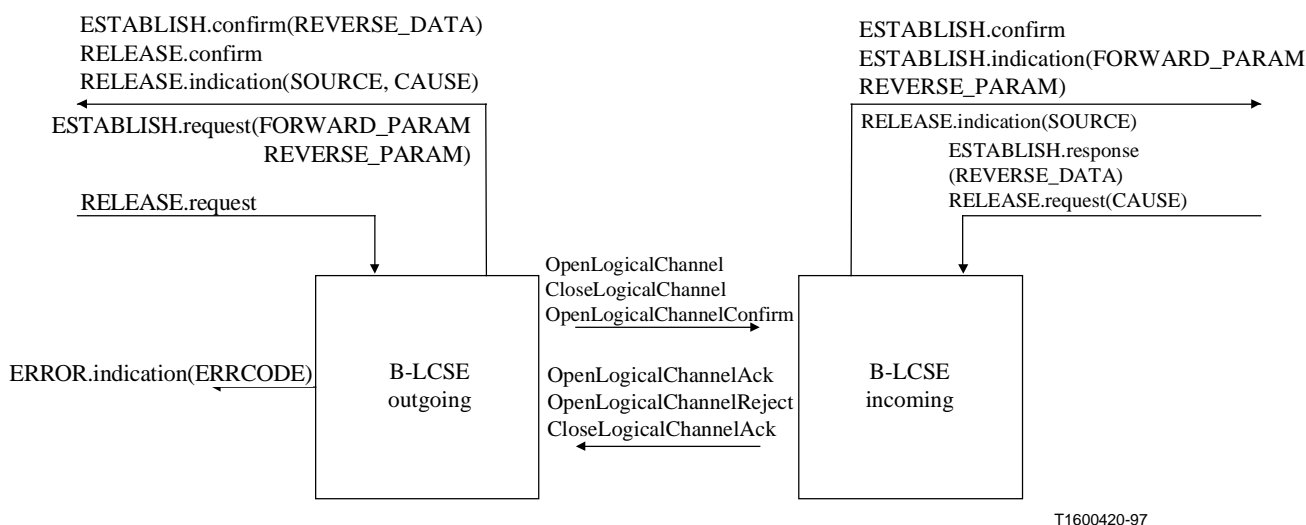 ESTABLISH.confirm(REVERSE_DATA)
RELEASE.confirm
RELEASE.indication(SOURCE, CAUSE)
ESTABLISH.request(FORWARD_PARAM
REVERSE_PARAM)
RELEASE.request
ESTABLISH.confirm
ESTABLISH.indication(FORWARD_PARAM
REVERSE_PARAM)
RELEASE.indication(SOURCE)
ESTABLISH.response
(REVERSE_DATA)
RELEASE.request(CAUSE)
ERROR.indication(ERRCODE)
B-LCSE
outgoing
OpenLogicalChannel
CloseLogicalChannel
OpenLogicalChannelConfirm
OpenLogicalChannelAck
OpenLogicalChannelReject
CloseLogicalChannelAck
B-LCSE
incoming
T1600420-97